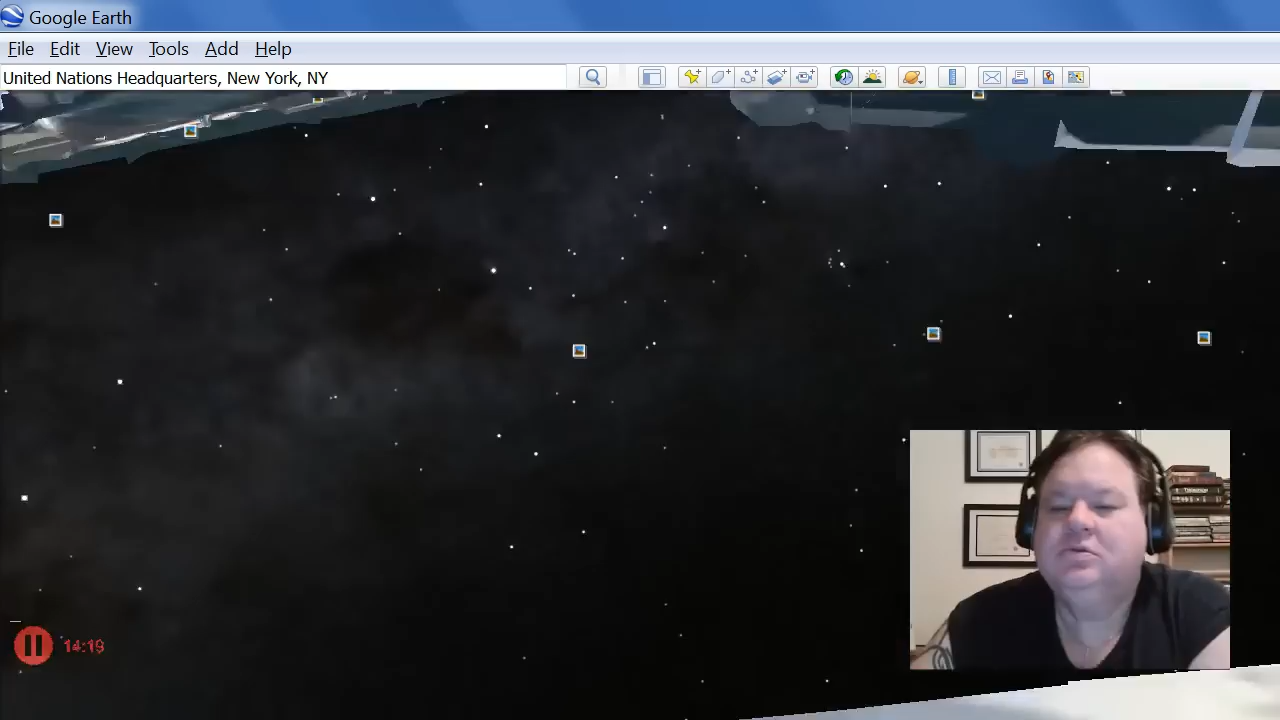 Google Earth
File Edit View Tools Add Help
United Nations Headquarters, New York, NY
14:19